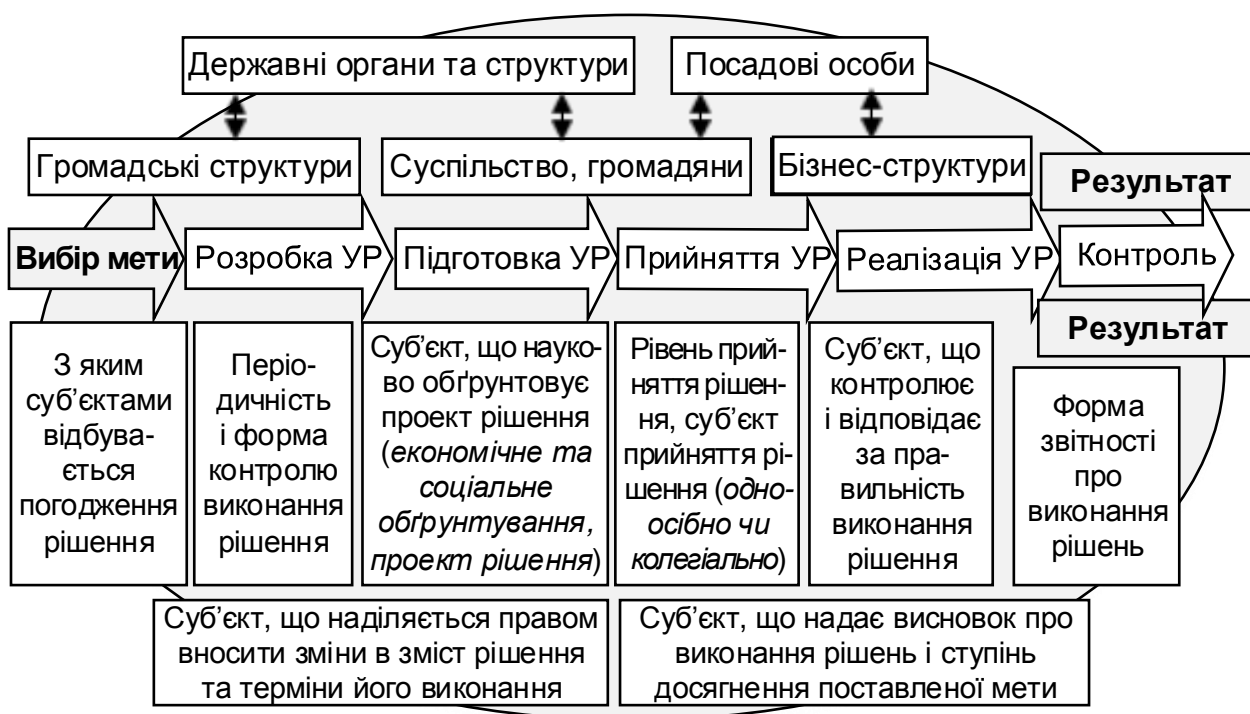 Державні органи та структури
Посадові особи
Громадські структури
Суспільство, громадяни
Бізнес-структури
Результат
Вибір мети
Розробка УР
Підготовка УР
Прийняття УР
Реалізація УР
Контроль
Результат
З яким
суб’єктами
відбува-
ється
погодження
рішення
Періо-
дичність
і форма
контролю
виконання
рішення
Суб’єкт, що науко-
во обґрунтовує
проект рішення
(економічне та
соціальне
обґрунтування,
проект рішення)
Рівень прий-
няття рішен-
ня, суб’єкт
прийняття рі-
шення (одно-
осібно чи
колегіально)
Суб’єкт, що
контролює
і відповідає
за пра-
вильність
виконання
рішення
Форма
звітності
про
виконання
рішень
Суб’єкт, що наділяється правом
вносити зміни в зміст рішення
та терміни його виконання
Суб’єкт, що надає висновок про
виконання рішень і ступінь
досягнення поставленої мети